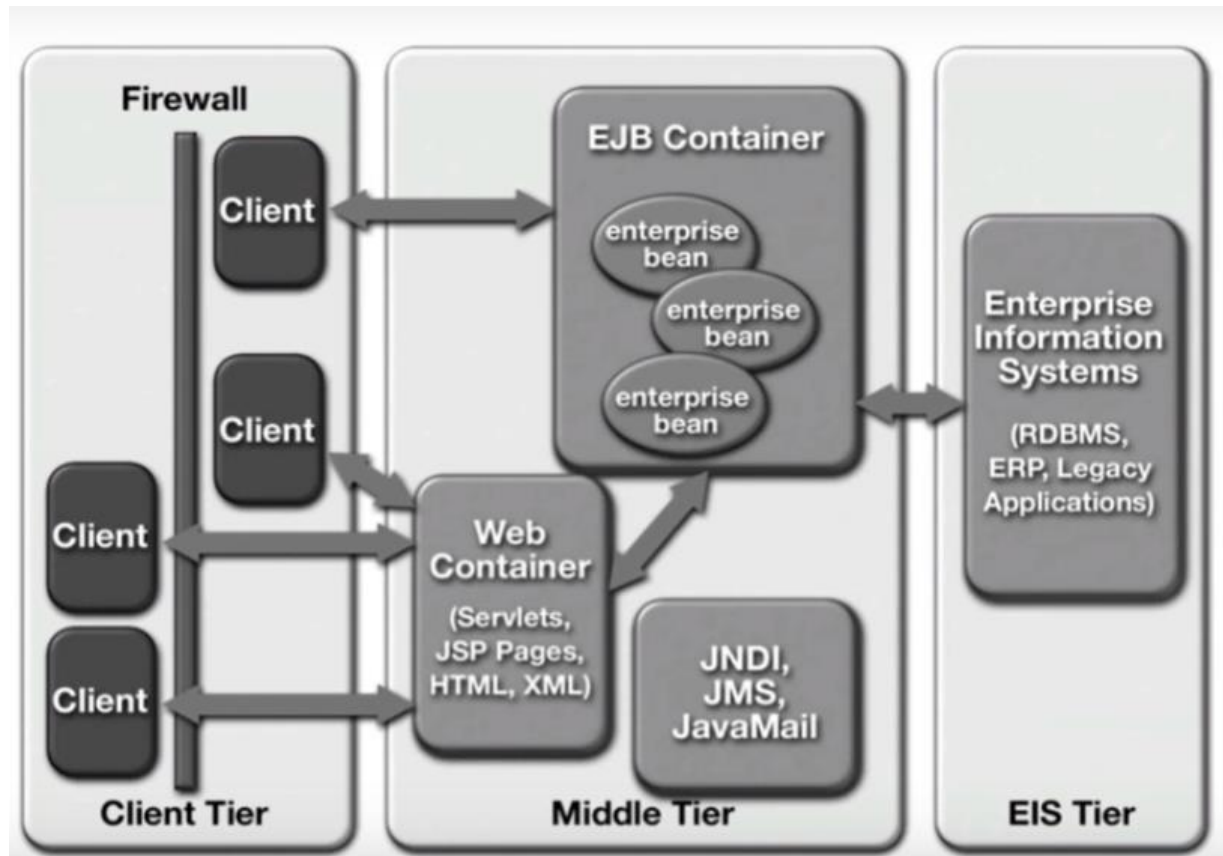 Firewall
Client
Client
Client
Client
Client Tier
EJB Container
enterprise
bean
enterprise
bean
enterprise
bean
Web
Container
(Servlets,
JSP Pages,
HTML, XML)
JNDI,
JMS,
JavaMail
Middle Tier
Enterprise
Information
Systems
(RDBMS,
ERP, Legacy
Applications)
EIS Tier